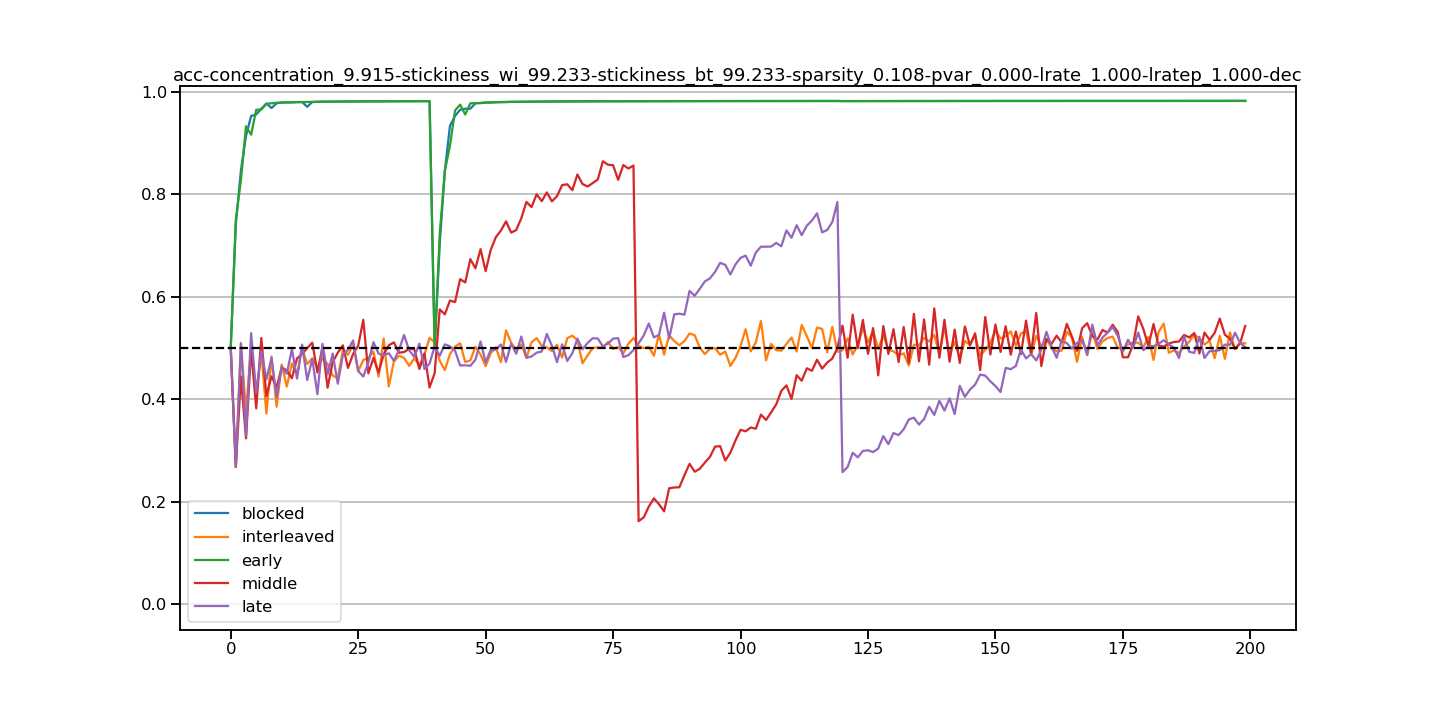 acc-concentration_9.915-stickiness_wi_99.233-stickiness_bt_99.233-sparsity_0.108-pvar_0.000-lrate_1.000-lratep_1.000-dec
1.0
0.8
0.6
0.4
0.2
0.0
blocked
interleaved
early
middle
late
0 25 50 75 100 125 150 175 200